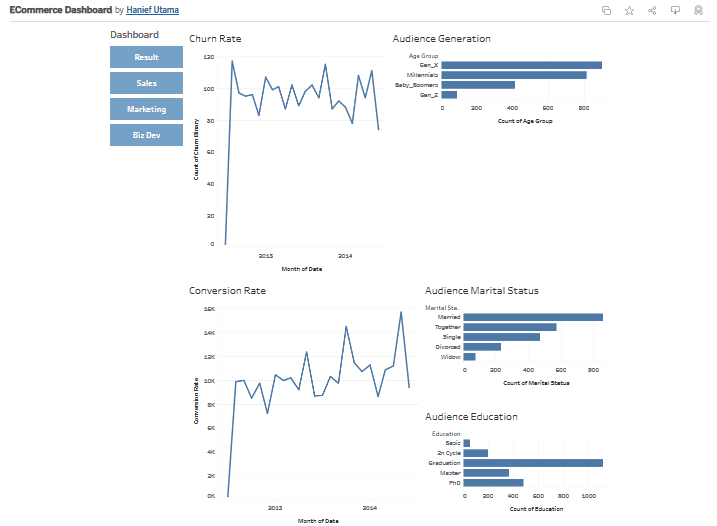 ECommerce Dashboard by Hanief Utama
Dashboard
Result
Sales
Marketing
Biz Dev
Churn Rate
Count of Churn Binary
120
100
80
60
40
20
0
2013
2014
Month of Date
Audience Generation
Age Group
Gen_X
Millennials
Baby_Boomers
Gen_Z
0 200 400 600 800
Count of Age Group
Conversion Rate
Conversion Rate
16K
14K
12K
10K
8K
6K
4K
2K
0K
2013
2014
Month of Date
Audience Marital Status
Marital Sta..
Married
Together
Single
Divorced
Widow
0 200 400 600 800
Count of Marital Status
Audience Education
Education
Basic
2n Cycle
Graduation
Master
PhD
0 200 400 600 800 1000
Count of Education